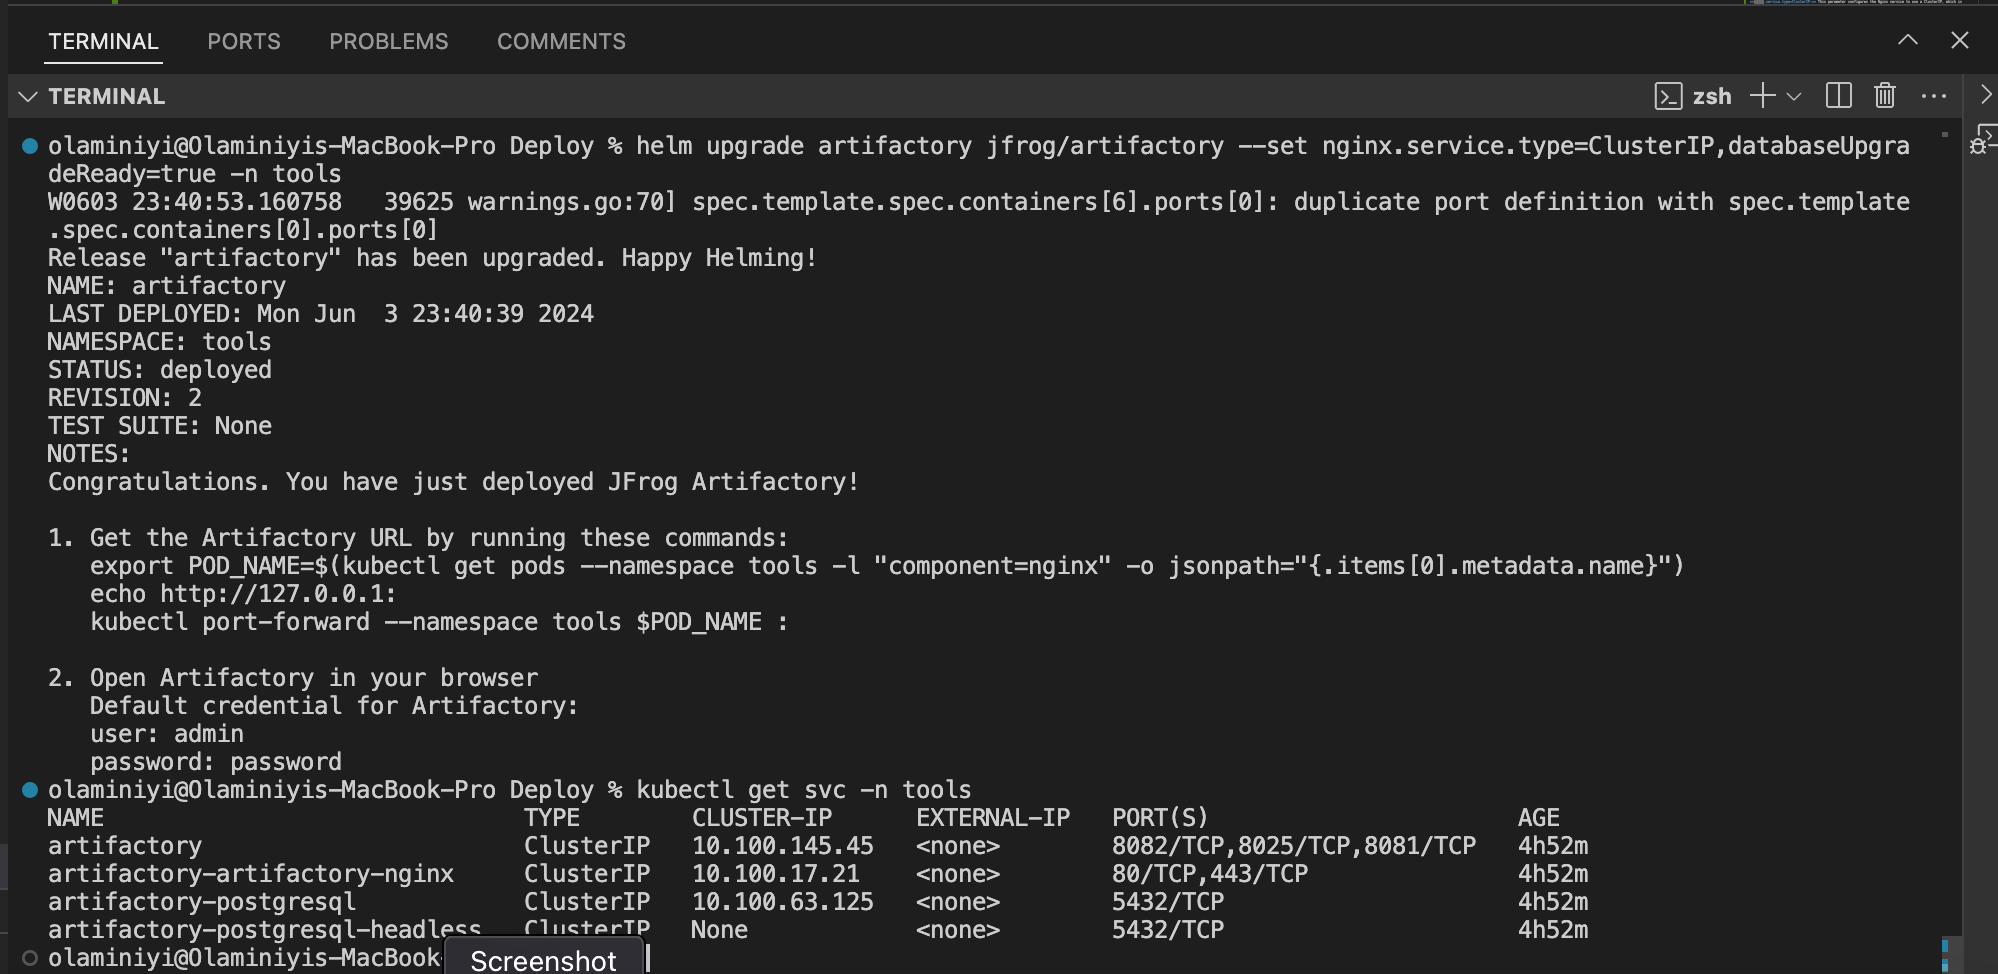 TERMINAL PORTS PROBLEMS COMMENTS
TERMINAL zsh
olaminiyi@Olaminiyis-MacBook-Pro Deploy % helm upgrade artifactory jfrog/artifactory --set nginx.service.type=ClusterIP,databaseUpgra
deReady=true -n tools
W0603 23:40:53.160758   39625 warnings.go:70] spec.template.spec.containers[6].ports[0]: duplicate port definition with spec.template
.spec.containers[0].ports[0]
Release "artifactory" has been upgraded. Happy Helming!
NAME: artifactory
LAST DEPLOYED: Mon Jun  3 23:40:39 2024
NAMESPACE: tools
STATUS: deployed
REVISION: 2
TEST SUITE: None
NOTES:
Congratulations. You have just deployed JFrog Artifactory!
1. Get the Artifactory URL by running these commands:
export POD_NAME=$(kubectl get pods --namespace tools -l "component=nginx" -o jsonpath="{.items[0].metadata.name}")
echo http://127.0.0.1:
kubectl port-forward --namespace tools $POD_NAME :
2. Open Artifactory in your browser
Default credential for Artifactory:
user: admin
password: password
olaminiyi@Olaminiyis-MacBook-Pro Deploy % kubectl get svc -n tools
NAME TYPE CLUSTER-IP EXTERNAL-IP PORT(S) AGE
artifactory ClusterIP 10.100.145.45 <none> 8082/TCP,8025/TCP,8081/TCP 4h52m
artifactory-artifactory-nginx ClusterIP 10.100.17.21 <none> 80/TCP,443/TCP 4h52m
artifactory-postgresql ClusterIP 10.100.63.125 <none> 5432/TCP 4h52m
artifactory-postgresql-headless ClusterIP None <none> 5432/TCP 4h52m
olaminiyi@Olaminiyis-MacBook-
Screenshot